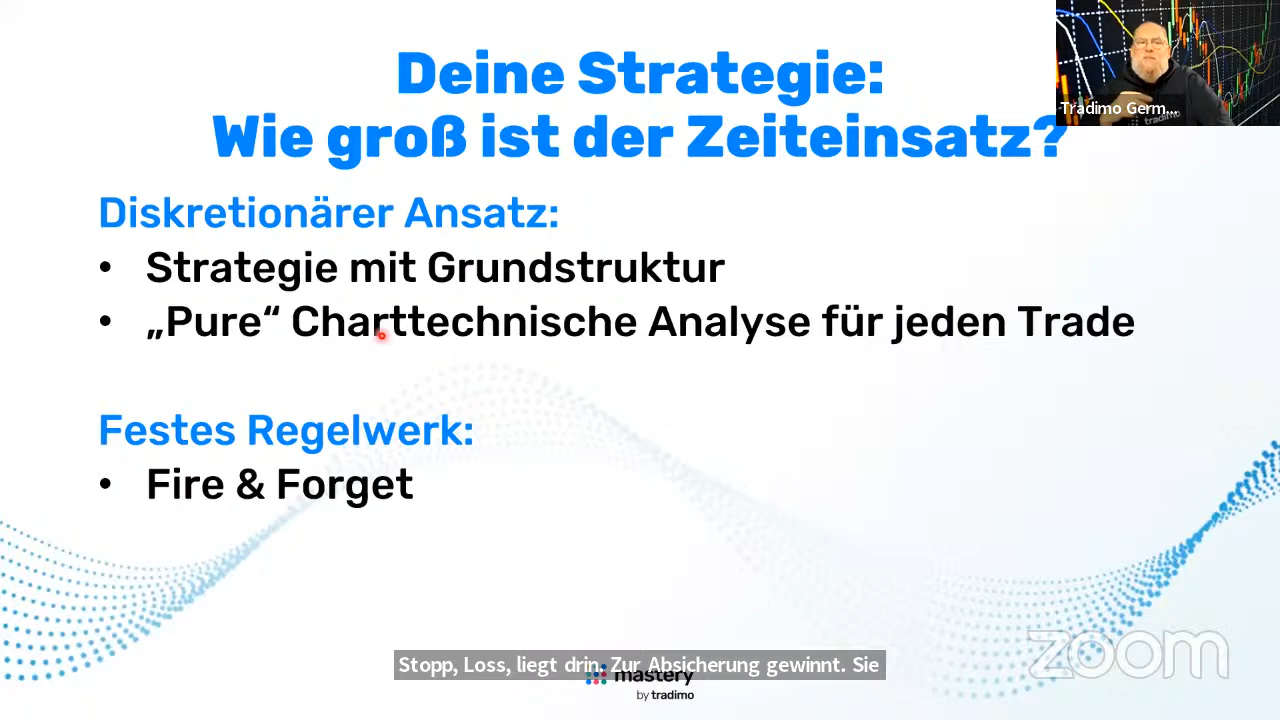 Deine Strategie:
Wie groß ist der Zeiteinsatz?
Tradimo Germ...
tradimo
Diskretionärer Ansatz:
• Strategie mit Grundstruktur
• „Pure“ Charttechnische Analyse für jeden Trade
Festes Regelwerk:
• Fire & Forget
zoom
Stopp, Loss, liegt drin. Zur Absicherung gewinnt. Sie
mastery
by tradimo